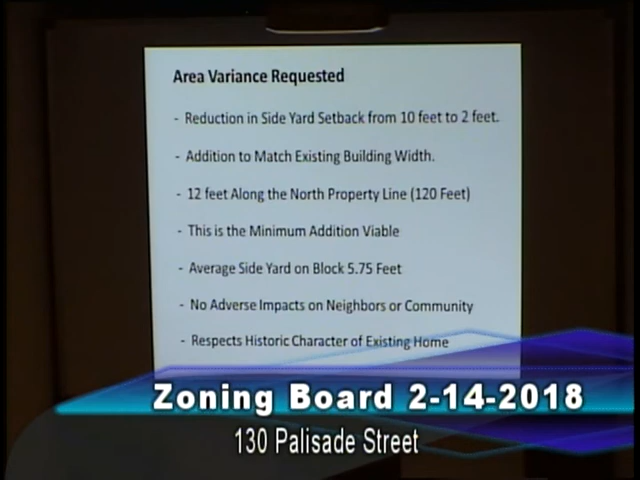 Area Variance Requested
- Reduction in Side Yard Setback from 10 feet to 2 feet.
- Addition to Match Existing Building Width.
- 12 feet Along the North Property Line (120 Feet)
- This is the Minimum Addition Viable
- Average Side Yard on Block 5.75 Feet
- No Adverse Impacts on Neighbors or Community
- Respects Historic Character of Existing Home
Zoning Board 2-14-2018
130 Palisade Street